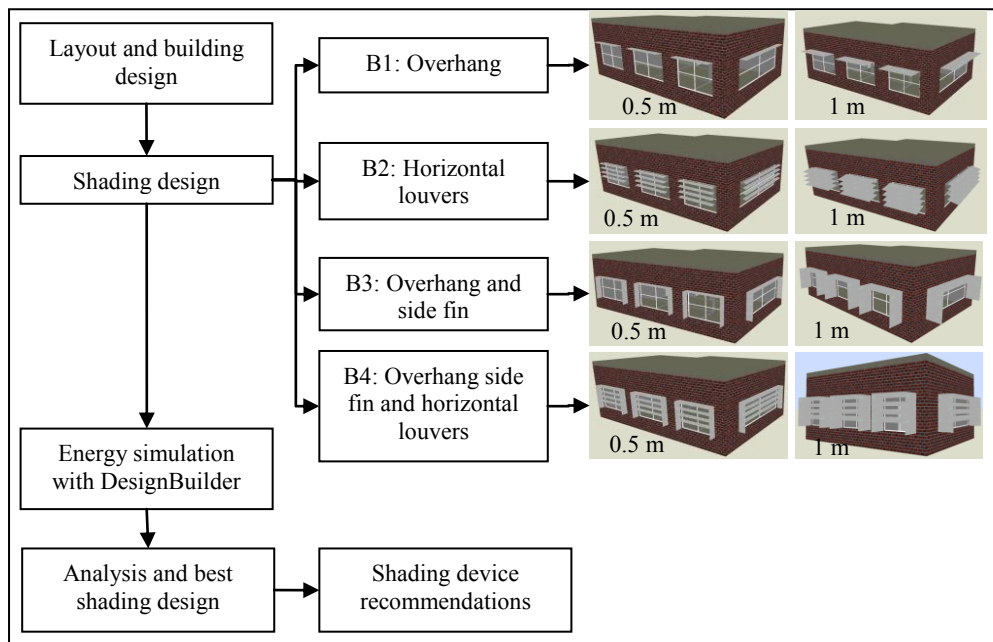 Layout and building
design
B1: Overhang
0.5 m
1 m
Shading design
B2: Horizontal
louvers
0.5 m
1 m
B3: Overhang and
side fin
0.5 m
1 m
B4: Overhang side
fin and horizontal
louvers
0.5 m
1 m
Energy simulation
with DesignBuilder
Analysis and best
shading design
Shading device
recommendations